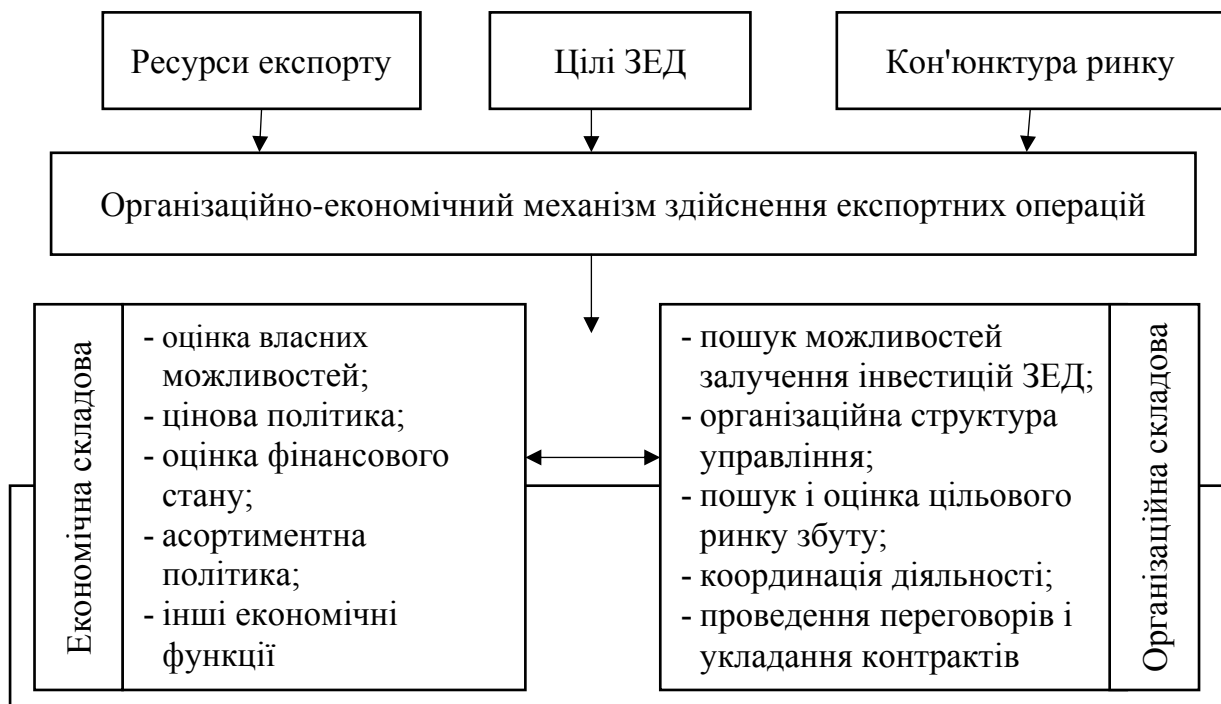 Ресурси експорту
Цілі ЗЕД
Кон'юнктура ринку
Організаційно-економічний механізм здійснення експортних операцій
Економічна складова
- оцінка власних
можливостей;
- цінова політика;
- оцінка фінансового
стану;
- асортиментна
політика;
- інші економічні
функції
- пошук можливостей
залучення інвестицій ЗЕД;
- організаційна структура
управління;
- пошук і оцінка цільового
ринку збуту;
- координація діяльності;
- проведення переговорів і
укладання контрактів
Організаційна складова